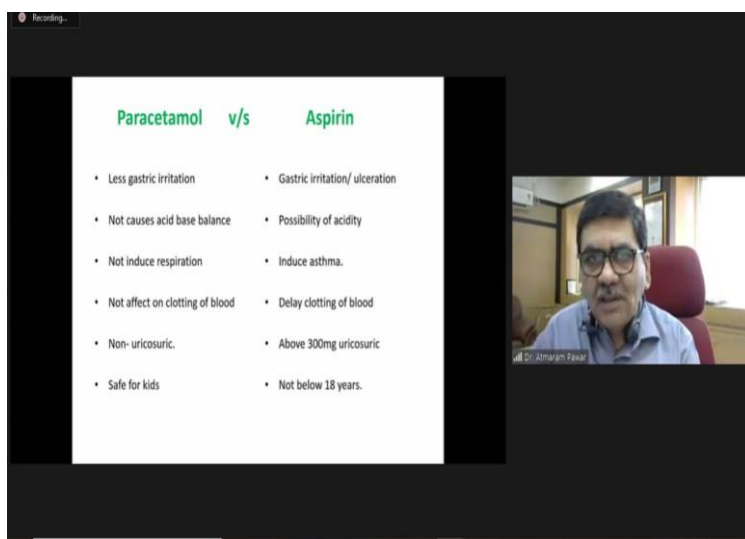 Recording...
Paracetamol v/s Aspirin
• Less gastric irritation
• Gastric irritation/ ulceration
• Not causes acid base balance
• Possibility of acidity
• Not induce respiration
• Induce asthma.
• Not affect on clotting of blood
• Delay clotting of blood
• Non- uricosuric.
• Above 300mg uricosuric
• Safe for kids
• Not below 18 years.
Dr. Atmaram Pawar